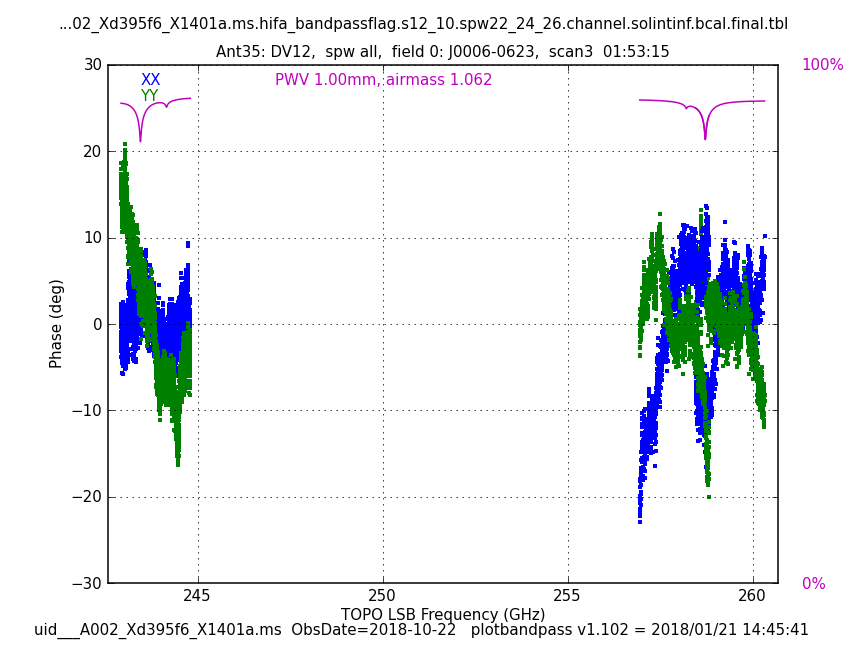 ...02_Xd395f6_X1401a.ms.hifa_bandpassflag.s12_10.spw22_24_26.channel.solintinf.bcal.final.tbl
Ant35: DV12,  spw all,  field 0: J0006-0623,  scan3  01:53:15
30
20
10
0
−10
−20
−30
Phase (deg)
XX
YY
PWV 1.00mm, airmass 1.062
100%
0%
245
250
255
260
TOPO LSB Frequency (GHz)
uid___A002_Xd395f6_X1401a.ms  ObsDate=2018-10-22   plotbandpass v1.102 = 2018/01/21 14:45:41